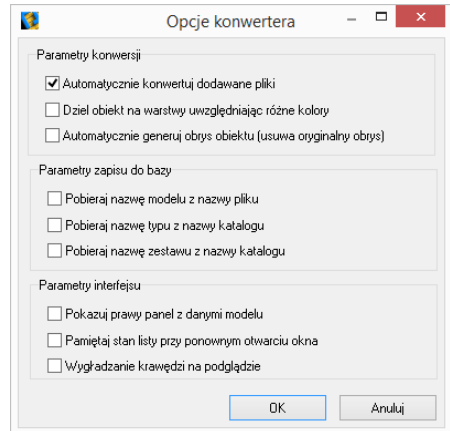 Opcje konwertera
Parametry konwersji
Automatycznie konwertuj dodawane pliki
Dziel obiekt na warstwy uwzględniając różne kolory
Automatycznie generuj obrys obiektu (usuwa oryginalny obrys)
Parametry zapisu do bazy
Pobieraj nazwę modelu z nazwy pliku
Pobieraj nazwę typu z nazwy katalogu
Pobieraj nazwę zestawu z nazwy katalogu
Parametry interfejsu
Pokazuj prawy panel z danymi modelu
Pamiętaj stan listy przy ponownym otwarciu okna
Wygładzanie krawędzi na podglądzie
OK Anuluj